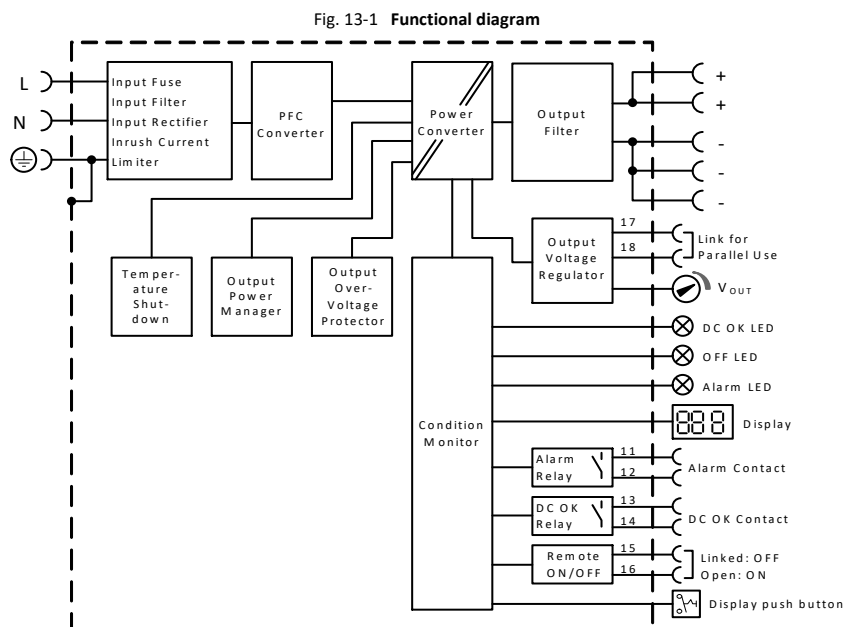 Fig. 13-1 Functional diagram
L
N
Input Fuse
Input Filter
Input Rectifier
Inrush Current
Limiter
PFC
Converter
Power
Converter
Output
Filter
+
+
-
-
-
Temper-
ature
Shut-
down
Output
Power
Manager
Output
Over-
Voltage
Protector
Output
Voltage
Regulator
17
18
Link for
Parallel Use
VOUT
DC OK LED
OFF LED
Alarm LED
888
Display
Condition
Monitor
Alarm
Relay
11
12
Alarm Contact
DC OK
Relay
13
14
DC OK Contact
Remote
ON/OFF
15
16
Linked: OFF
Open: ON
Display push button